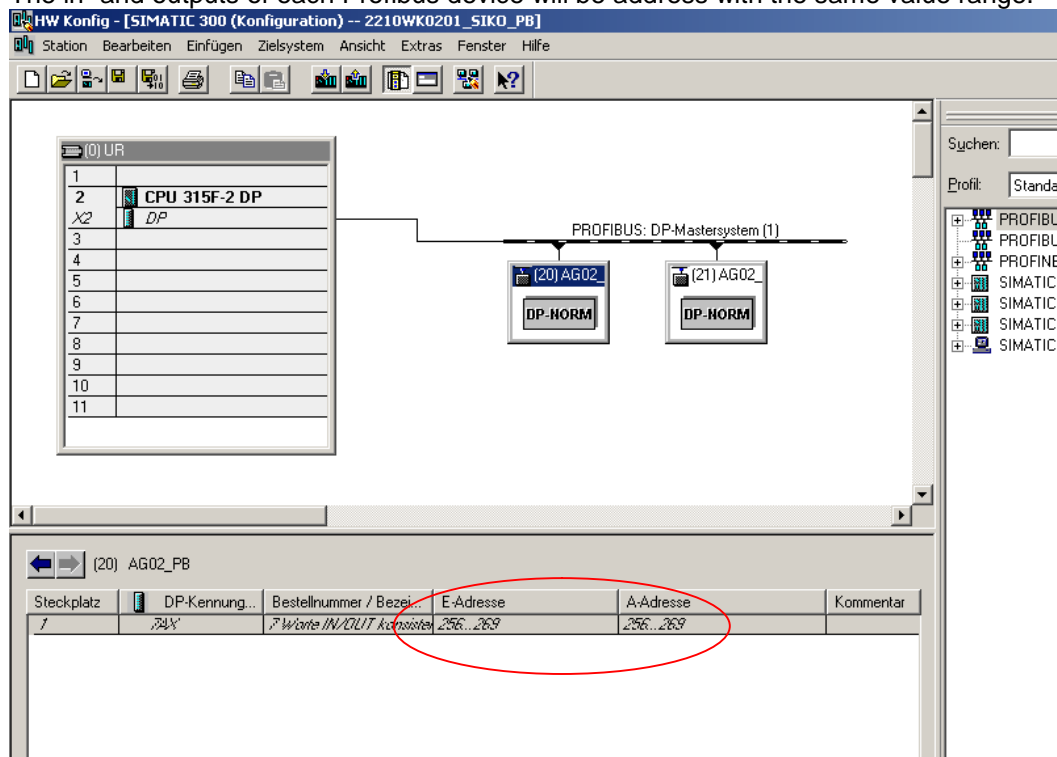 The in- and outputs of each Profibus device will be address with the same value range.
HW Konfig - [SIMATIC 300 (Konfiguration) -- 2210WK0201_SIKO_PB]
Station Bearbeiten Einfügen Zielsystem Ansicht Extras Fenster Hilfe
(0) UR
1
2 CPU 315F-2 DP
X2 DP
3
4
5
6
7
8
9
10
11
PROFIBUS: DP-Mastersystem (1)
(20) AG02_
DP-NORM
(21) AG02_
DP-NORM
Suchen:
Profil: Standa
PROFIBU
PROFIBU
PROFINE
SIMATIC
SIMATIC
SIMATIC
SIMATIC
(20) AG02_PB
Steckplatz DP-Kennung... Bestellnummer / Bezei... E-Adresse A-Adresse Kommentar
1 7AX 7 Worte IN/OUT konsister 256...269 256...269